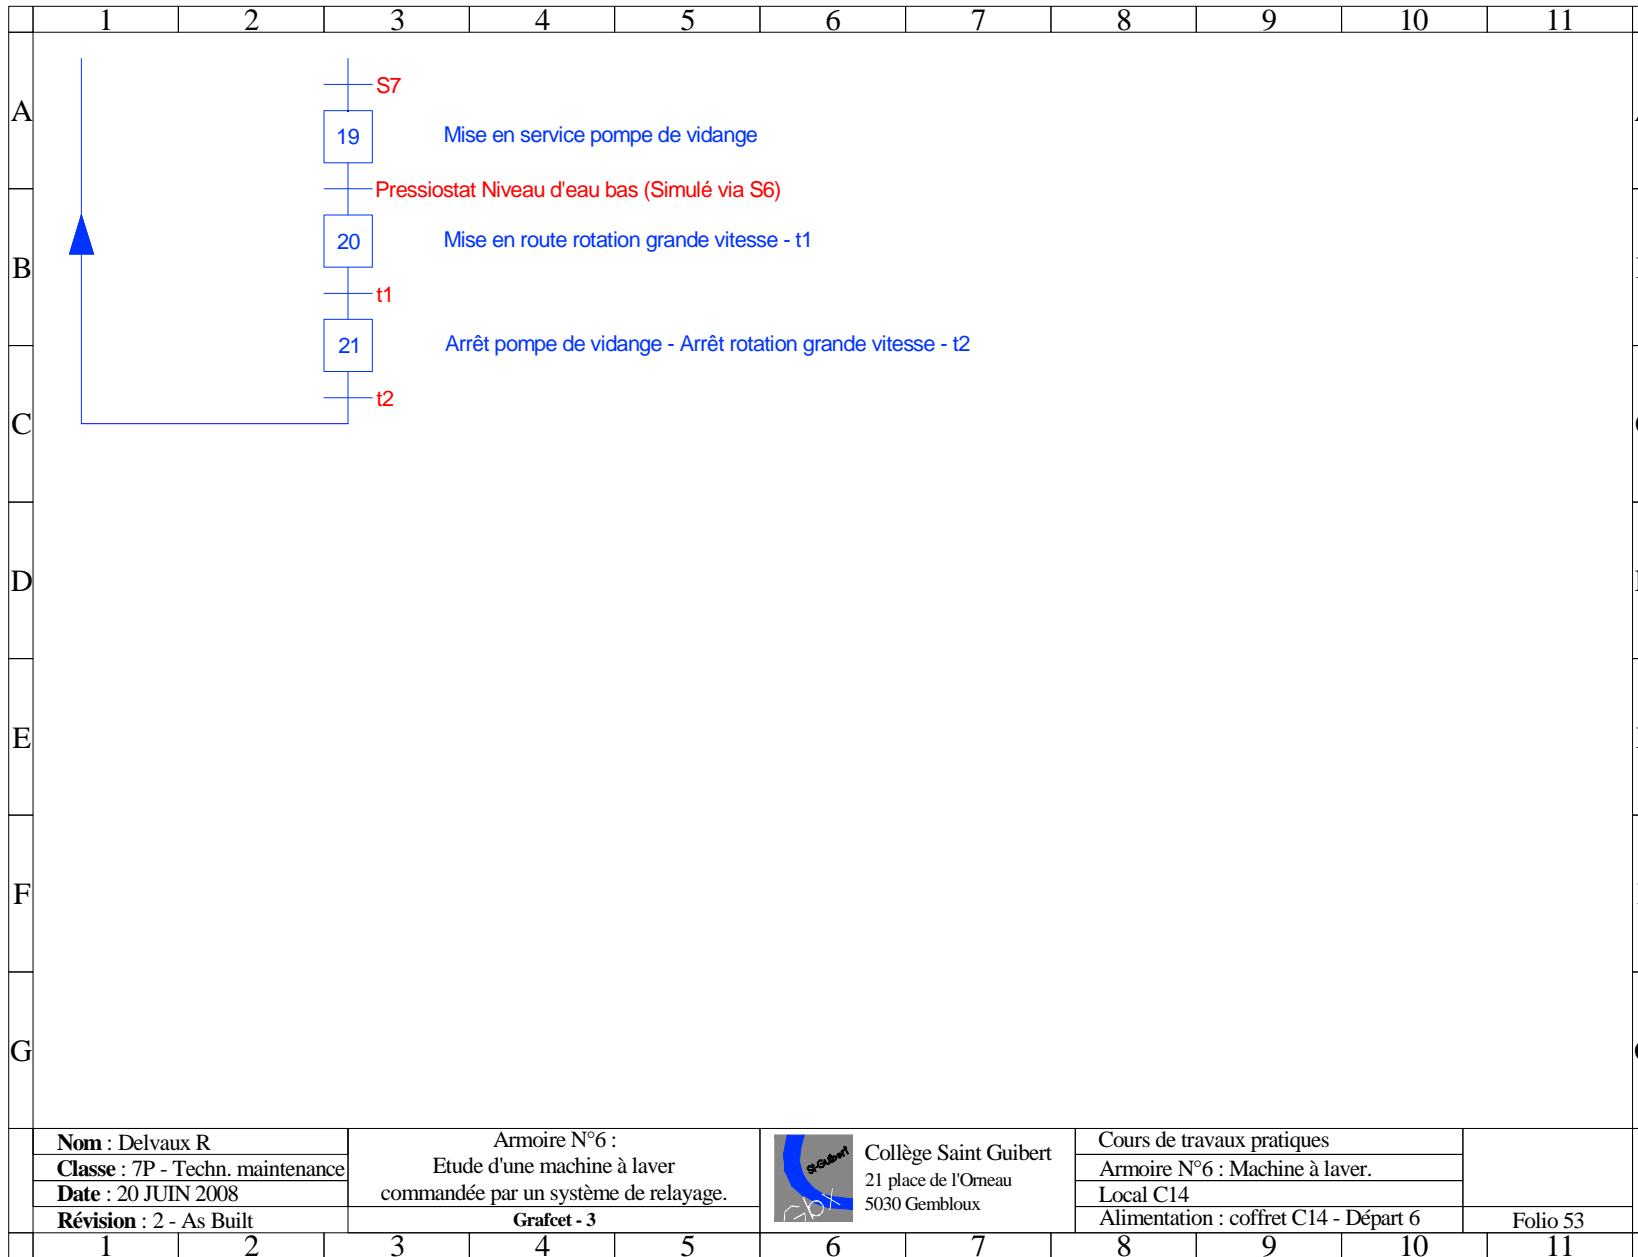 1 2 3 4 5 6 7 8 9 10 11
A
S7
19 Mise en service pompe de vidange
Pressiostat Niveau d'eau bas (Simulé via S6)
20 Mise en route rotation grande vitesse - t1
B
t1
21 Arrêt pompe de vidange - Arrêt rotation grande vitesse - t2
t2
C
D
E
F
G
Nom : Delvaux R
Classe : 7P - Techn. maintenance
Date : 20 JUIN 2008
Révision : 2 - As Built
Armoire N°6 :
Etude d'une machine à laver
commandée par un système de relayage.
Grafcet - 3
St-Guibert
Gbx
Collège Saint Guibert
21 place de l'Orneau
5030 Gembloux
Cours de travaux pratiques
Armoire N°6 : Machine à laver.
Local C14
Alimentation : coffret C14 - Départ 6
Folio 53
1 2 3 4 5 6 7 8 9 10 11